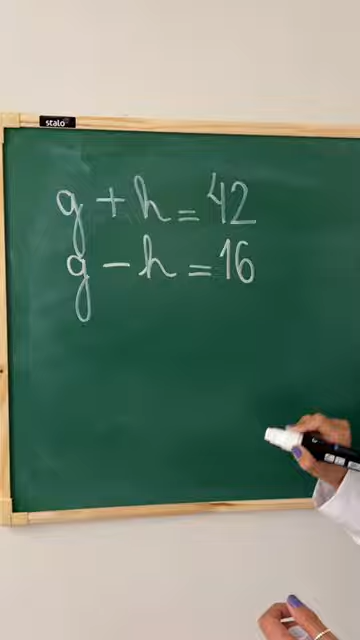 stalo
g + h = 42
g - h = 16